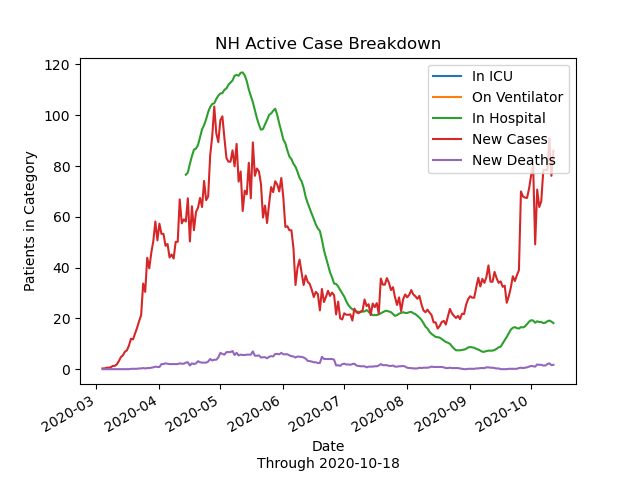 NH Active Case Breakdown
In ICU
On Ventilator
In Hospital
New Cases
New Deaths
Patients in Category
120
100
80
60
40
20
0
2020-03
2020-04
2020-05
2020-06
2020-07
2020-08
2020-09
2020-10
Date
Through 2020-10-18